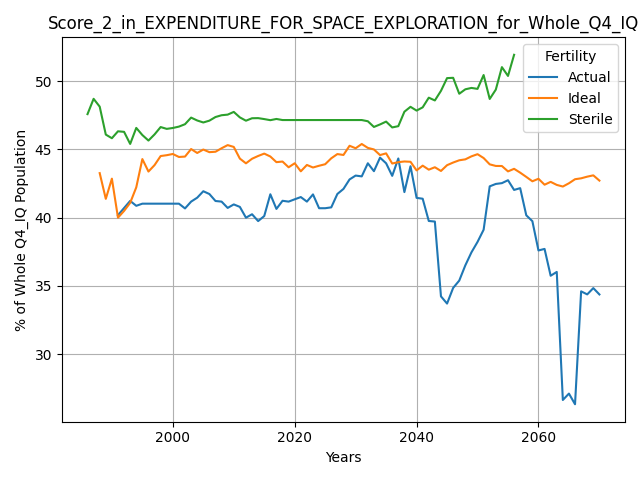 Score_2_in_EXPENDITURE_FOR_SPACE_EXPLORATION_for_Whole_Q4_IQ
Fertility
Actual
Ideal
Sterile
% of Whole Q4_IQ Population
50
45
40
35
30
2000
2020
2040
2060
Years